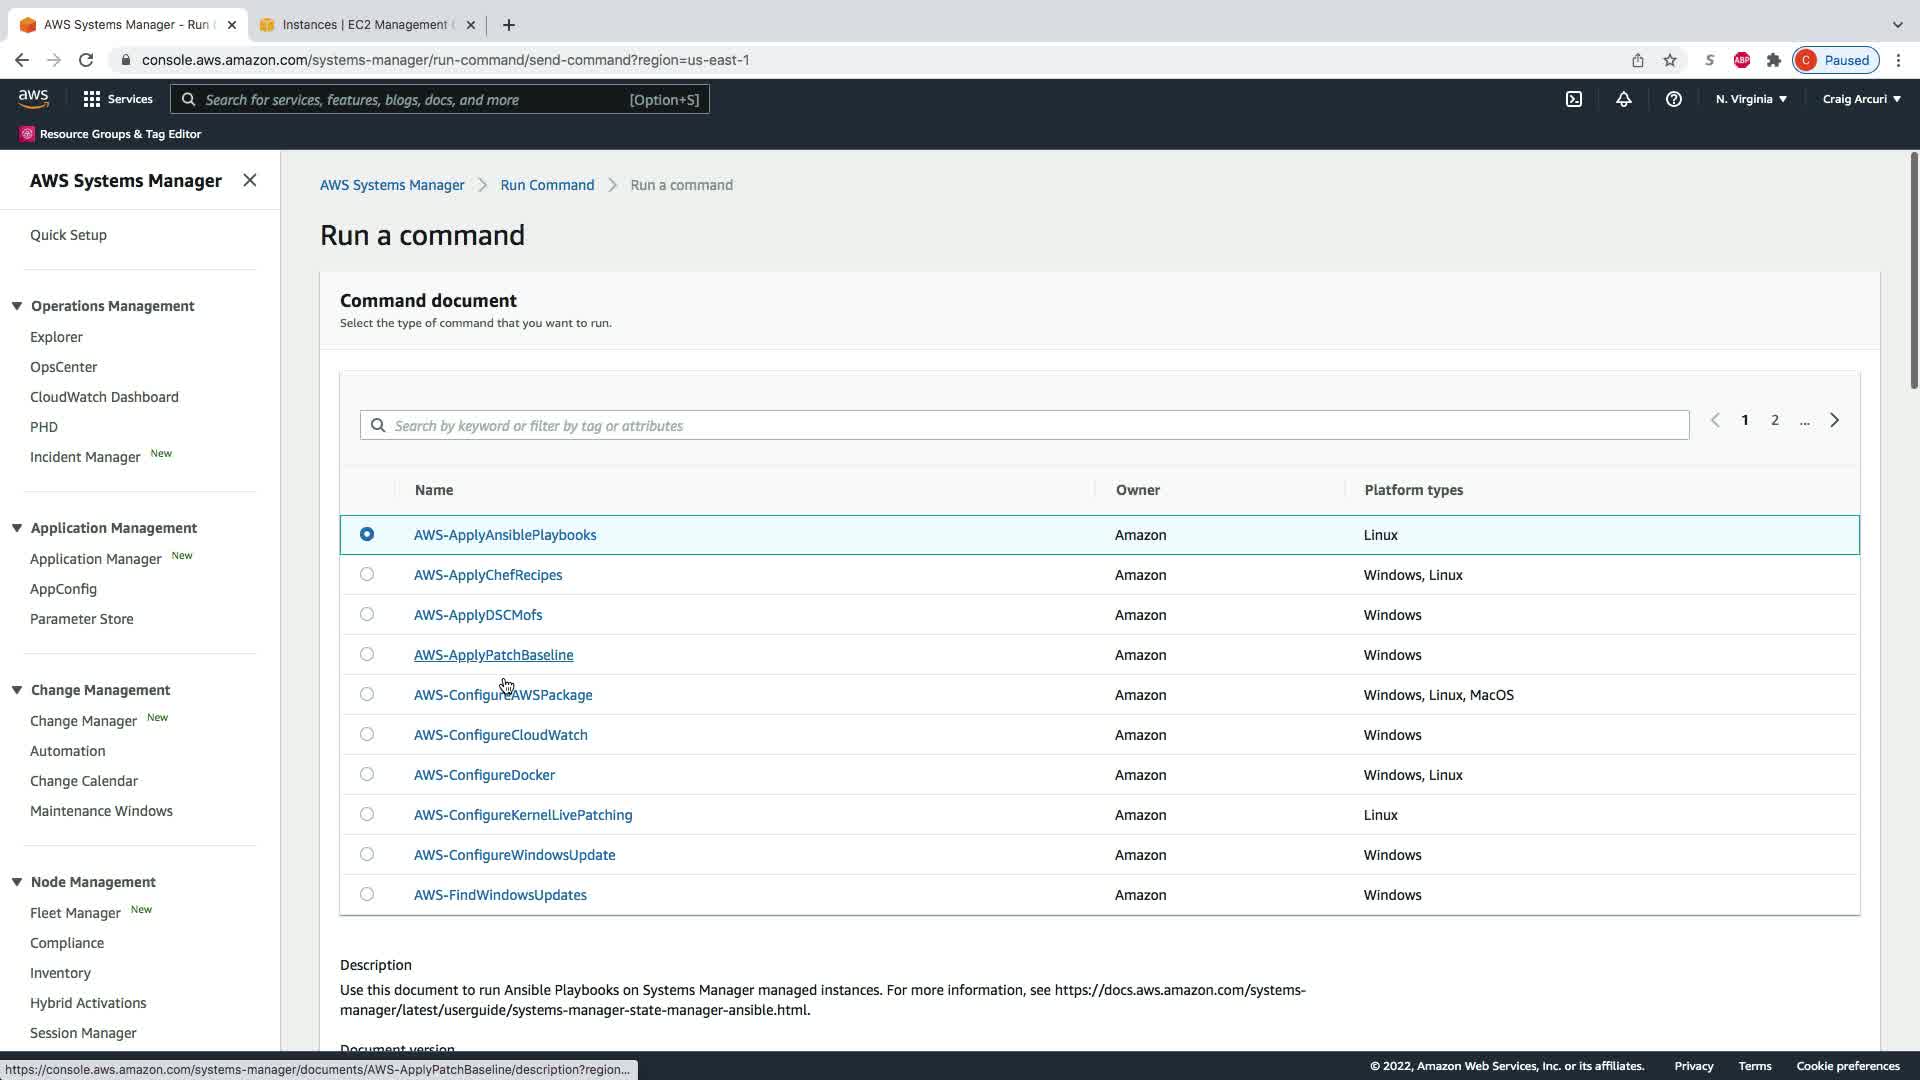 AWS Systems Manager - Run (
Instances | EC2 Management (
console.aws.amazon.com/systems-manager/run-command/send-command?region=us-east-1
S
ABP
C
Paused
aws
Services
Search for services, features, blogs, docs, and more
[Option+S]
N. Virginia
Craig Arcuri
Resource Groups & Tag Editor
AWS Systems Manager
Quick Setup
Operations Management
Explorer
OpsCenter
CloudWatch Dashboard
PHD
Incident Manager New
Application Management
Application Manager New
AppConfig
Parameter Store
Change Management
Change Manager New
Automation
Change Calendar
Maintenance Windows
Node Management
Fleet Manager New
Compliance
Inventory
Hybrid Activations
Session Manager
AWS Systems Manager > Run Command > Run a command
Run a command
Command document
Select the type of command that you want to run.
Search by keyword or filter by tag or attributes
1 2 ...
Name Owner Platform types
AWS-ApplyAnsiblePlaybooks Amazon Linux
AWS-ApplyChefRecipes Amazon Windows, Linux
AWS-ApplyDSCMofs Amazon Windows
AWS-ApplyPatchBaseline Amazon Windows
AWS-ConfigureAWSPackage Amazon Windows, Linux, MacOS
AWS-ConfigureCloudWatch Amazon Windows
AWS-ConfigureDocker Amazon Windows, Linux
AWS-ConfigureKernelLivePatching Amazon Linux
AWS-ConfigureWindowsUpdate Amazon Windows
AWS-FindWindowsUpdates Amazon Windows
Description
Use this document to run Ansible Playbooks on Systems Manager managed instances. For more information, see https://docs.aws.amazon.com/systems-
manager/latest/userguide/systems-manager-state-manager-ansible.html.
Document version
https://console.aws.amazon.com/systems-manager/documents/AWS-ApplyPatchBaseline/description?region...
© 2022, Amazon Web Services, Inc. or its affiliates.
Privacy
Terms
Cookie preferences